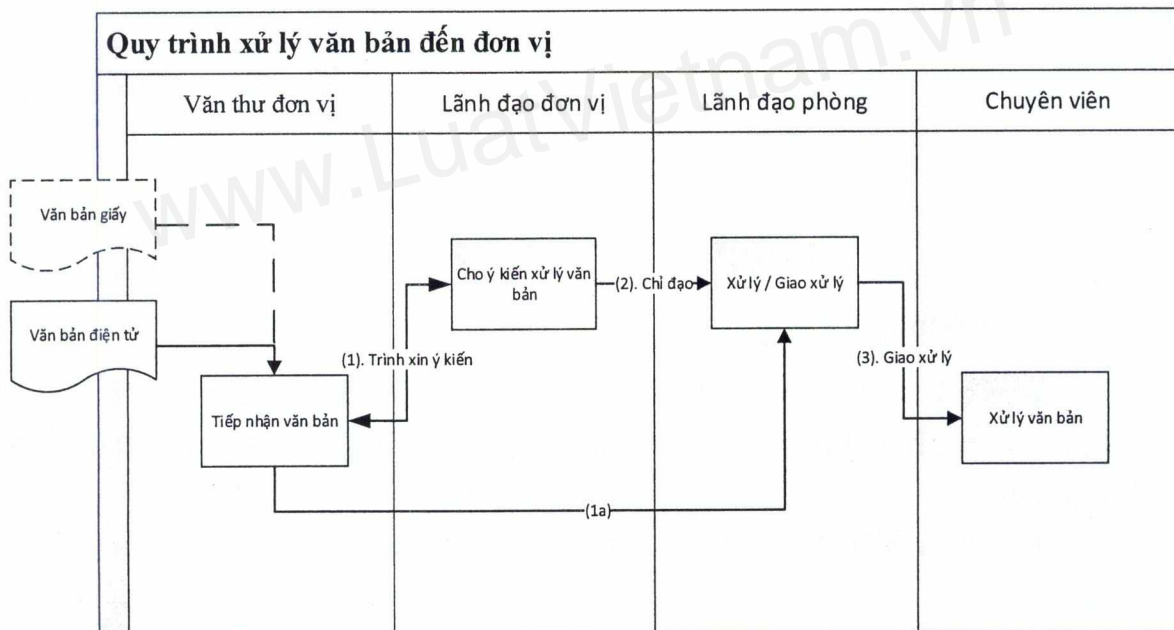 Quy trình xử lý văn bản đến đơn vị
Văn thư đơn vị
Lãnh đạo đơn vị
Lãnh đạo phòng
Chuyên viên
www.LuatVietnam.vn
Văn bản giấy
Văn bản điện tử
Cho ý kiến xử lý văn
bản
(2). Chỉ đạo
Xử lý / Giao xử lý
(1). Trình xin ý kiến
(3). Giao xử lý
Tiếp nhận văn bản
Xử lý văn bản
(1a)